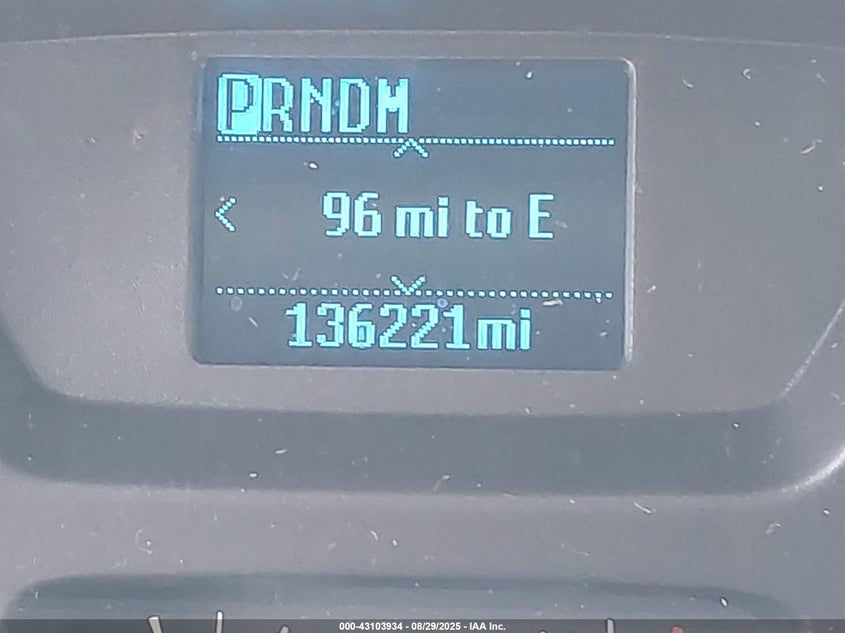 PRNDM
96 mi to E
136221mi
000-43103934 - 08/29/2025 - IAA Inc.